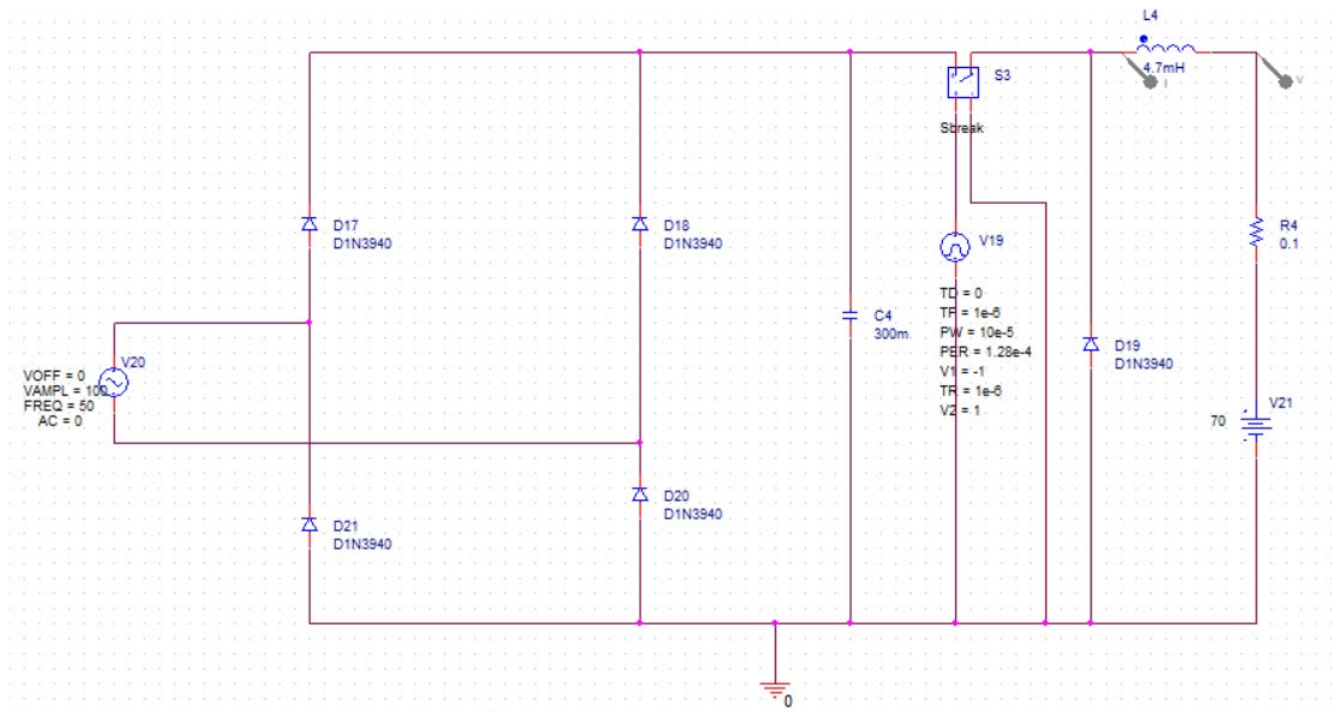 L4
4.7mH
I
V
S3
Sbreak
D17
D1N3940
D18
D1N3940
R4
0.1
V19
TD = 0
TF = 1e-6
PW = 10e-5
PER = 1.28e-4
V1 = -1
TR = 1e-6
V2 = 1
C4
300m
D19
D1N3940
V20
VOFF = 0
VAMPL = 100
FREQ = 50
AC = 0
V21
70
D20
D1N3940
D21
D1N3940
0